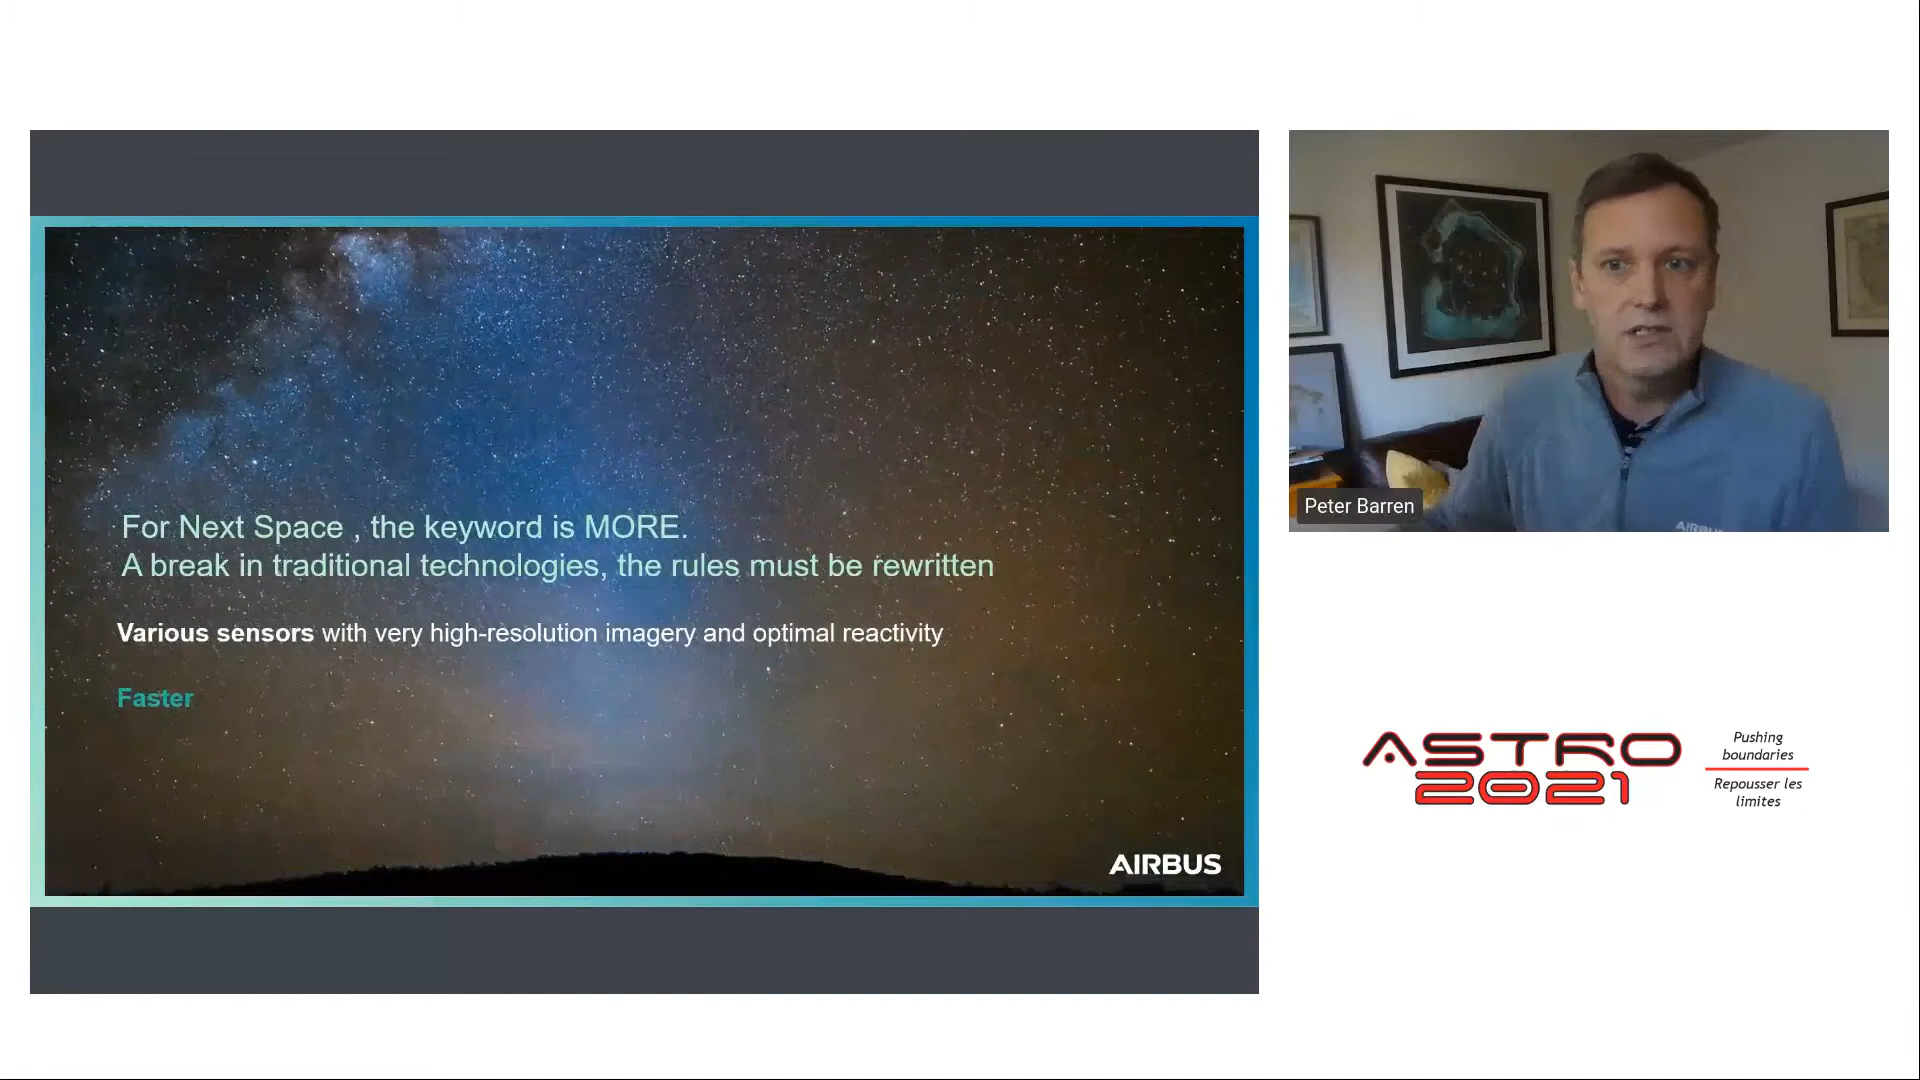 For Next Space , the keyword is MORE.
A break in traditional technologies, the rules must be rewritten
Various sensors with very high-resolution imagery and optimal reactivity
Faster
AIRBUS
AIRBUS
Peter Barren
ASTRO
2021
Pushing
boundaries
Repousser les
limites